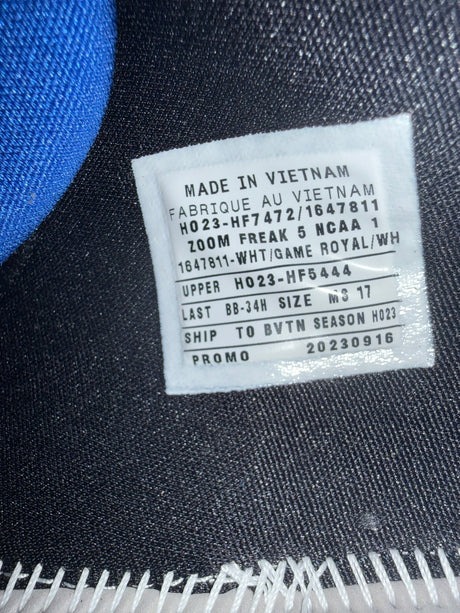 MADE IN VIETNAM
FABRIQUE AU VIETNAM
HO23-HF7472/1647811
ZOOM FREAK 5 NCAA 1
1647811-WHT/GAME ROYAL/WH
UPPER HO23-HF5444
LAST BB-34H SIZE MS 17
SHIP TO BVTN SEASON HO23
PROMO 20230916